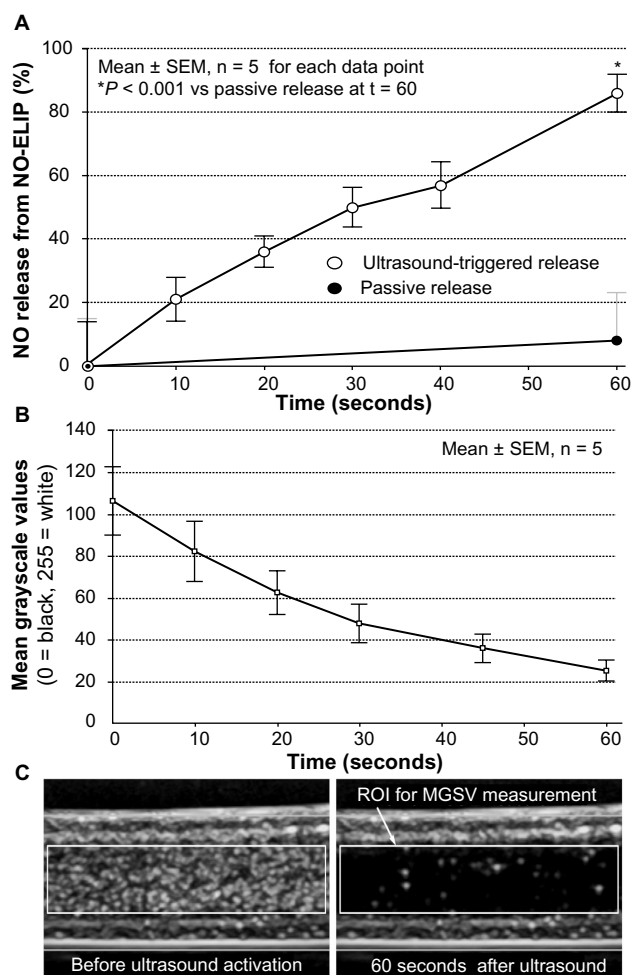 A
NO release from NO-ELIP (%)
100
80
60
40
20
0
Mean ± SEM, n = 5 for each data point
*P < 0.001 vs passive release at t = 60
*
Ultrasound-triggered release
Passive release
0 10 20 30 40 50 60
Time (seconds)
B
Mean grayscale values
(0 = black, 255 = white)
140
120
100
80
60
40
20
0
Mean ± SEM, n = 5
0 10 20 30 40 50 60
Time (seconds)
C
ROI for MGSV measurement
Before ultrasound activation
60 seconds after ultrasound